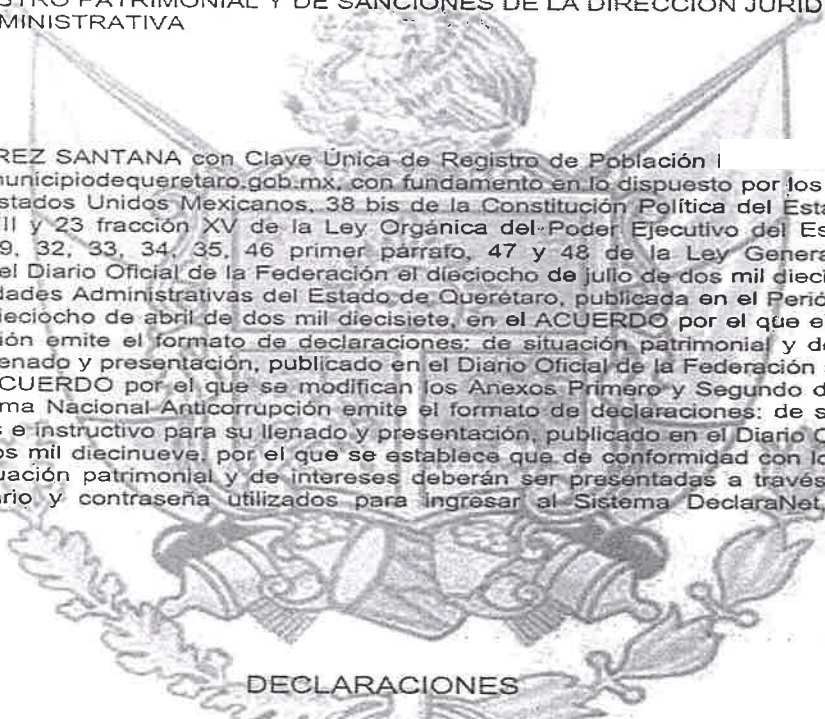 STRO PATRIMONIAL Y DE SANCIONES DE LA DIRECCIÓN JURID
MINISTRATIVA
REZ SANTANA con Clave Única de Registro de Población
municipiodequeretaro.gob.mx, con fundamento en lo dispuesto por los
stados Unidos Mexicanos, 38 bis de la Constitución Política del Esta
II y 23 fracción XV de la Ley Orgánica del Poder Ejecutivo del Es
9, 32, 33, 34, 35, 46 primer párrafo, 47 y 48 de la Ley Genera
el Diario Oficial de la Federación el dieciocho de julio de dos mil dieci
dades Administrativas del Estado de Querétaro, publicada en el Perió
ieciocho de abril de dos mil diecisiete, en el ACUERDO por el que e
ión emite el formato de declaraciones: de situación patrimonial y de
enado y presentación, publicado en el Diario Oficial de la Federación
CUERDO por el que se modifican los Anexos Primero y Segundo d
ma Nacional Anticorrupción emite el formato de declaraciones: de s
s e instructivo para su llenado y presentación, publicado en el Diario O
os mil diecinueve, por el que se establece que de conformidad con lo
uación patrimonial y de intereses deberán ser presentadas a través
ario y contraseña utilizados para ingresar al Sistema DeclaraNet,
DECLARACIONES